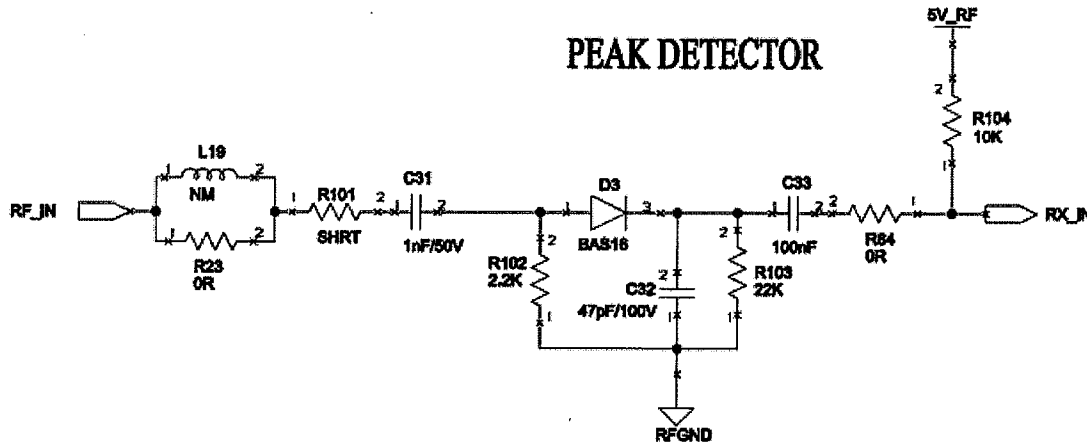 5V_RF
PEAK DETECTOR
2
R104
10K
1
L19
1 2
NM
RF_IN
R23
0R
1 2
R101
SHRT
1 2
C31
1nF/50V
1 2
D3
BAS16
1 3
2
R102
2.2K
1
2
C32
47pF/100V
1
2
R103
22K
1
C33
100nF
1 2
2 1
R64
0R
RX_IN
RFGND